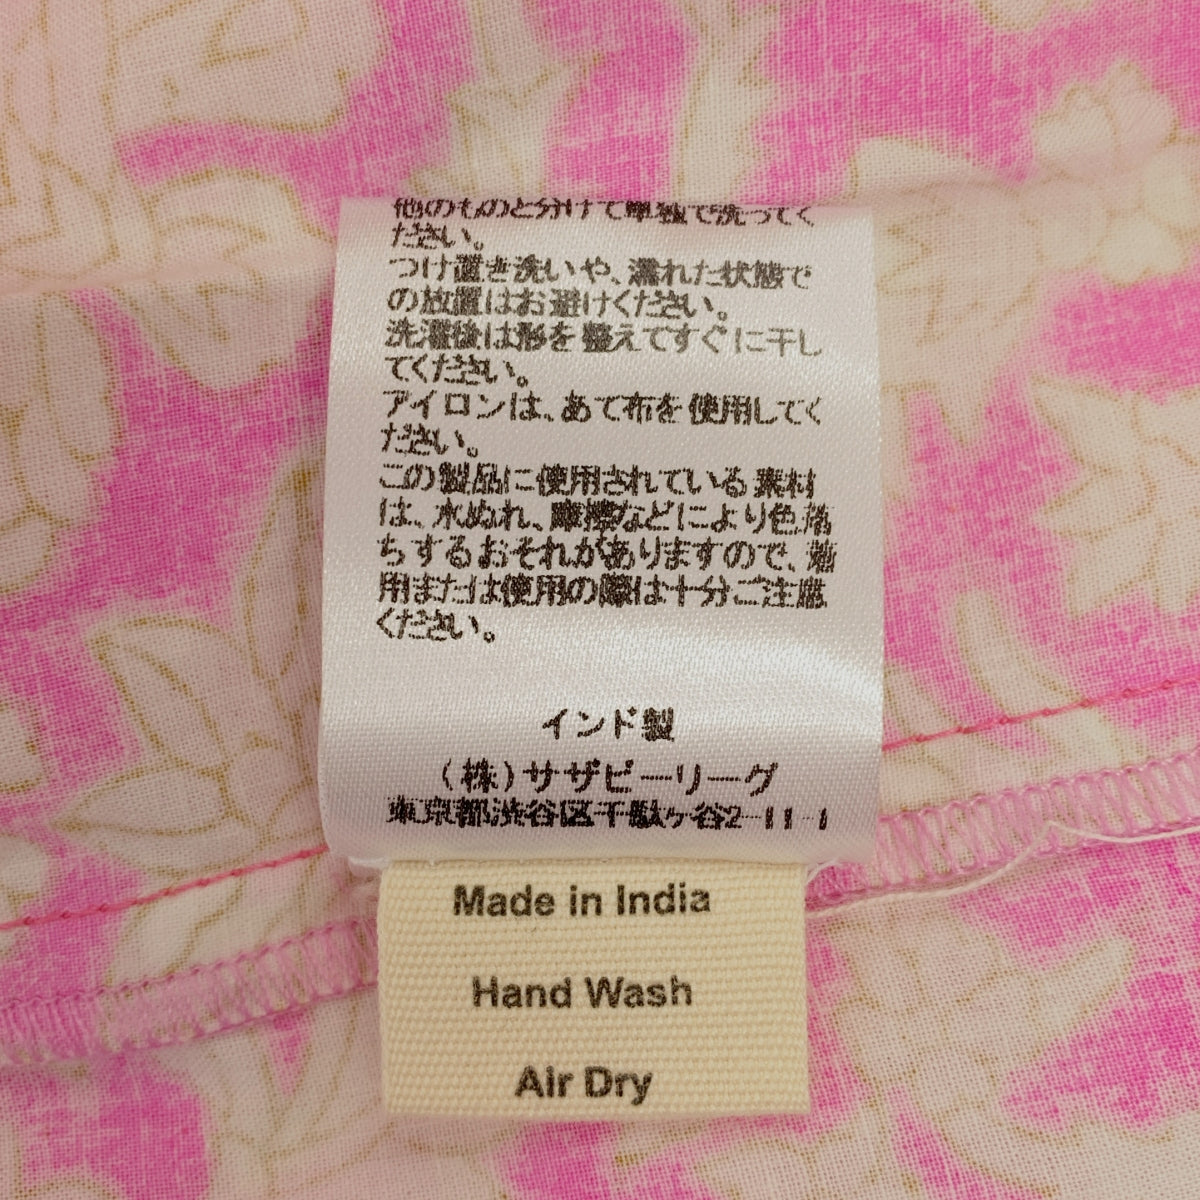 他のものと分けて単独で洗ってく
ださい。
つけ置き洗いや、濡れた状態で
の放置はお避けください。
洗濯後は形を整えてすぐに干し
てください。
アイロンは、あて布を使用してく
ださい。
この製品に使用されている素材
は、水ぬれ、摩擦などにより色落
ちするおそれがありますので、着
用または使用の際は十分ご注意
ください。
インド製
（株）サザビーリーグ
東京都渋谷区千駄ヶ谷2-11-1
Made in India
Hand Wash
Air Dry